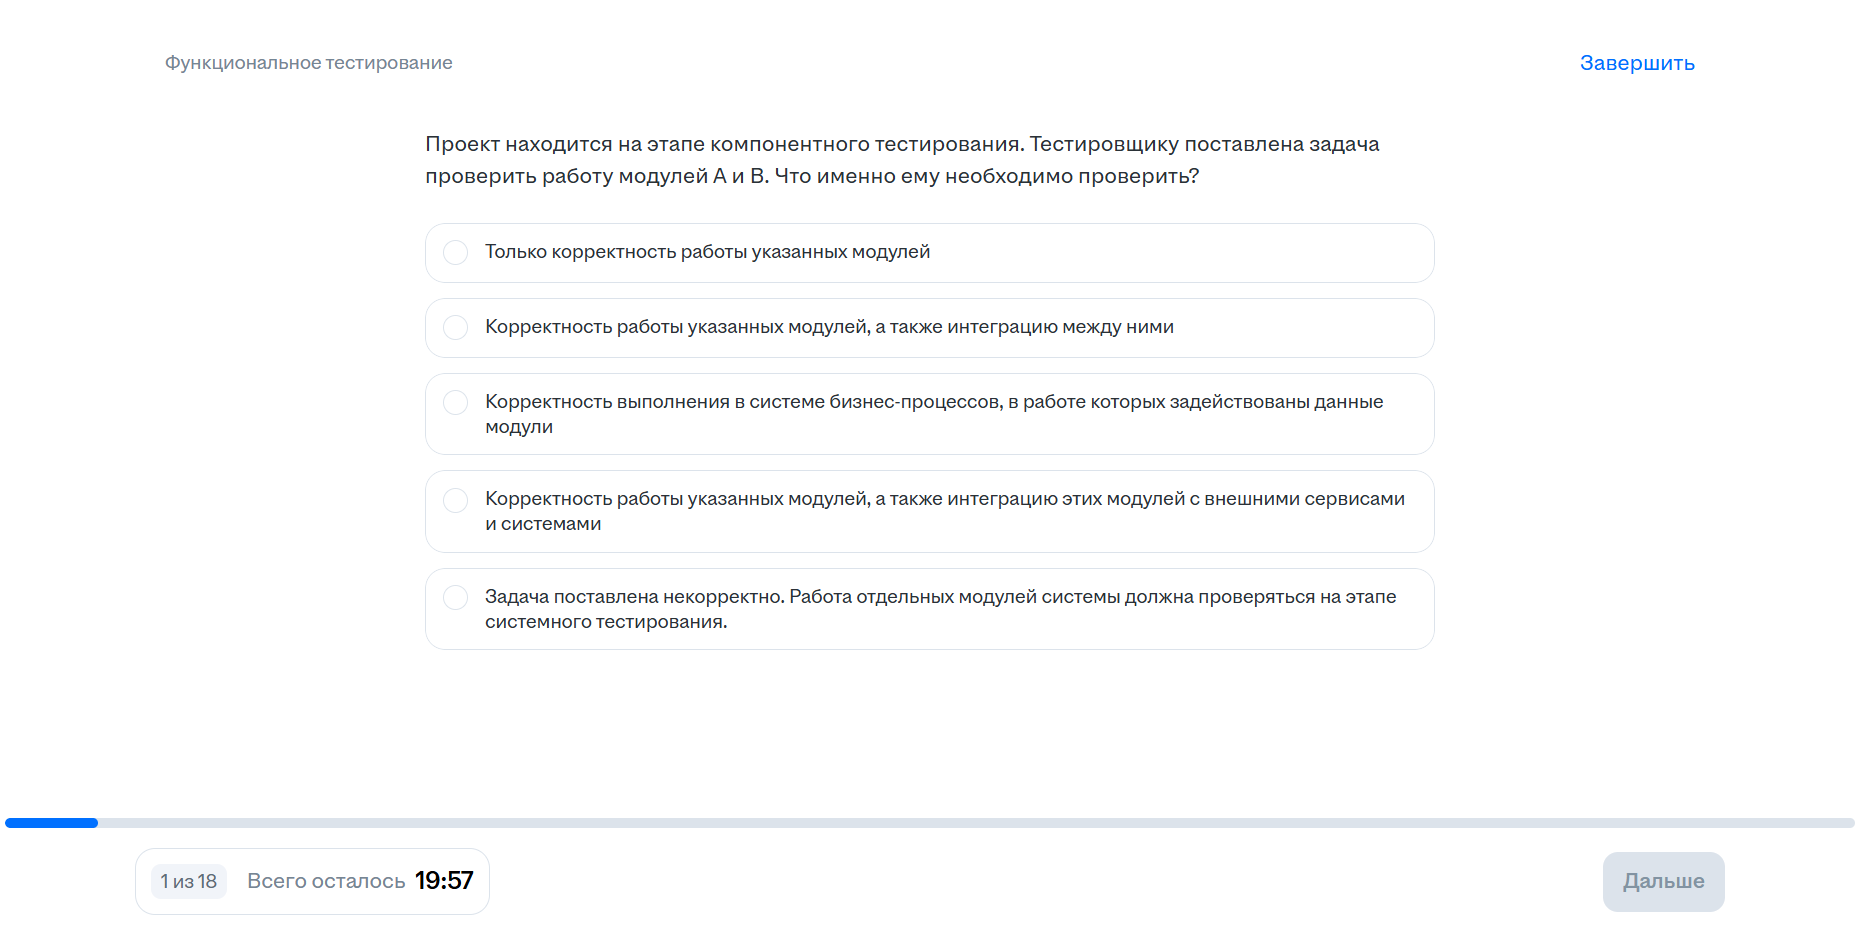 Функциональное тестирование
Завершить
Проект находится на этапе компонентного тестирования. Тестировщику поставлена задача
проверить работу модулей A и B. Что именно ему необходимо проверить?
Только корректность работы указанных модулей
Корректность работы указанных модулей, а также интеграцию между ними
Корректность выполнения в системе бизнес-процессов, в работе которых задействованы данные
модули
Корректность работы указанных модулей, а также интеграцию этих модулей с внешними сервисами
и системами
Задача поставлена некорректно. Работа отдельных модулей системы должна проверяться на этапе
системного тестирования.
1 из 18
Всего осталось 19:57
Дальше